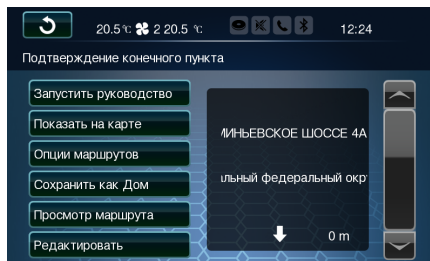 20.5 °C 2 20.5 °C 12:24
Подтверждение конечного пункта
Запустить руководство
Показать на карте
МИНЬЕВСКОЕ ШОССЕ 4А
Опции маршрутов
Сохранить как Дом
льный федеральный окр
Просмотр маршрута
Редактировать
0 m